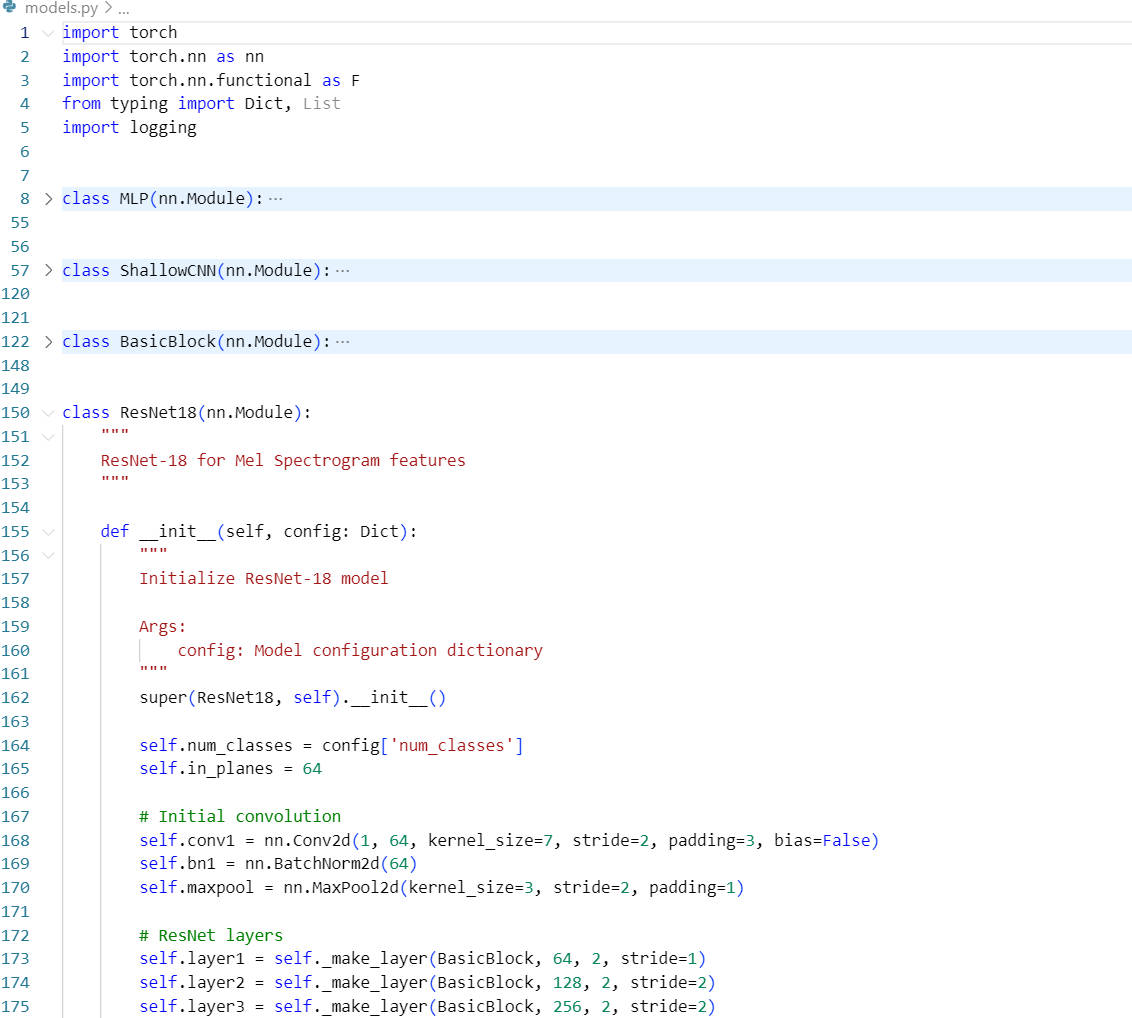 models.py > ...
1 import torch
2 import torch.nn as nn
3 import torch.nn.functional as F
4 from typing import Dict, List
5 import logging
6
7
8 class MLP(nn.Module): ···
55
56
57 class ShallowCNN(nn.Module): ···
120
121
122 class BasicBlock(nn.Module): ···
148
149
150 class ResNet18(nn.Module):
151     """
152     ResNet-18 for Mel Spectrogram features
153     """
154
155     def __init__(self, config: Dict):
156         """
157         Initialize ResNet-18 model
158
159         Args:
160             config: Model configuration dictionary
161         """
162         super(ResNet18, self).__init__()
163
164         self.num_classes = config['num_classes']
165         self.in_planes = 64
166
167         # Initial convolution
168         self.conv1 = nn.Conv2d(1, 64, kernel_size=7, stride=2, padding=3, bias=False)
169         self.bn1 = nn.BatchNorm2d(64)
170         self.maxpool = nn.MaxPool2d(kernel_size=3, stride=2, padding=1)
171
172         # ResNet layers
173         self.layer1 = self._make_layer(BasicBlock, 64, 2, stride=1)
174         self.layer2 = self._make_layer(BasicBlock, 128, 2, stride=2)
175         self.layer3 = self._make_layer(BasicBlock, 256, 2, stride=2)